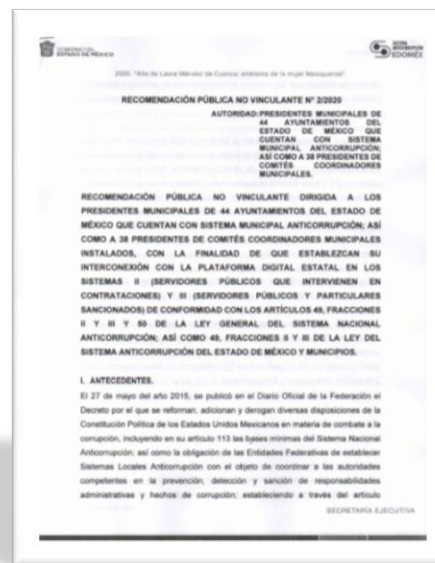 GOBIERNO DEL
ESTADO DE MÉXICO
SISTEMA
ANTICORRUPCIÓN
EDOMÉX
2020. "Año de Laura Méndez de Cuenca; emblema de la mujer Mexiquense".
RECOMENDACIÓN PÚBLICA NO VINCULANTE N° 2/2020
AUTORIDAD: PRESIDENTES MUNICIPALES DE
44 AYUNTAMIENTOS DEL
ESTADO DE MÉXICO QUE
CUENTAN CON SISTEMA
MUNICIPAL ANTICORRUPCIÓN;
ASÍ COMO A 38 PRESIDENTES DE
COMITÉS COORDINADORES
MUNICIPALES.
RECOMENDACIÓN PÚBLICA NO VINCULANTE DIRIGIDA A LOS
PRESIDENTES MUNICIPALES DE 44 AYUNTAMIENTOS DEL ESTADO DE
MÉXICO QUE CUENTAN CON SISTEMA MUNICIPAL ANTICORRUPCIÓN; ASÍ
COMO A 38 PRESIDENTES DE COMITÉS COORDINADORES MUNICIPALES
INSTALADOS, CON LA FINALIDAD DE QUE ESTABLEZCAN SU
INTERCONEXIÓN CON LA PLATAFORMA DIGITAL ESTATAL EN LOS
SISTEMAS II (SERVIDORES PÚBLICOS QUE INTERVIENEN EN
CONTRATACIONES) Y III (SERVIDORES PÚBLICOS Y PARTICULARES
SANCIONADOS) DE CONFORMIDAD CON LOS ARTÍCULOS 49, FRACCIONES
II Y III Y 50 DE LA LEY GENERAL DEL SISTEMA NACIONAL
ANTICORRUPCIÓN; ASÍ COMO 48, FRACCIONES II Y III DE LA LEY DEL
SISTEMA ANTICORRUPCIÓN DEL ESTADO DE MÉXICO Y MUNICIPIOS.
I. ANTECEDENTES.
El 27 de mayo del año 2015, se publicó en el Diario Oficial de la Federación el
Decreto por el que se reforman, adicionan y derogan diversas disposiciones de la
Constitución Política de los Estados Unidos Mexicanos en materia de combate a la
corrupción, incluyendo en su artículo 113 las bases mínimas del Sistema Nacional
Anticorrupción; así como la obligación de las Entidades Federativas de establecer
Sistemas Locales Anticorrupción con el objeto de coordinar a las autoridades
competentes en la prevención, detección y sanción de responsabilidades
administrativas y hechos de corrupción; estableciendo a través del artículo
SECRETARÍA EJECUTIVA